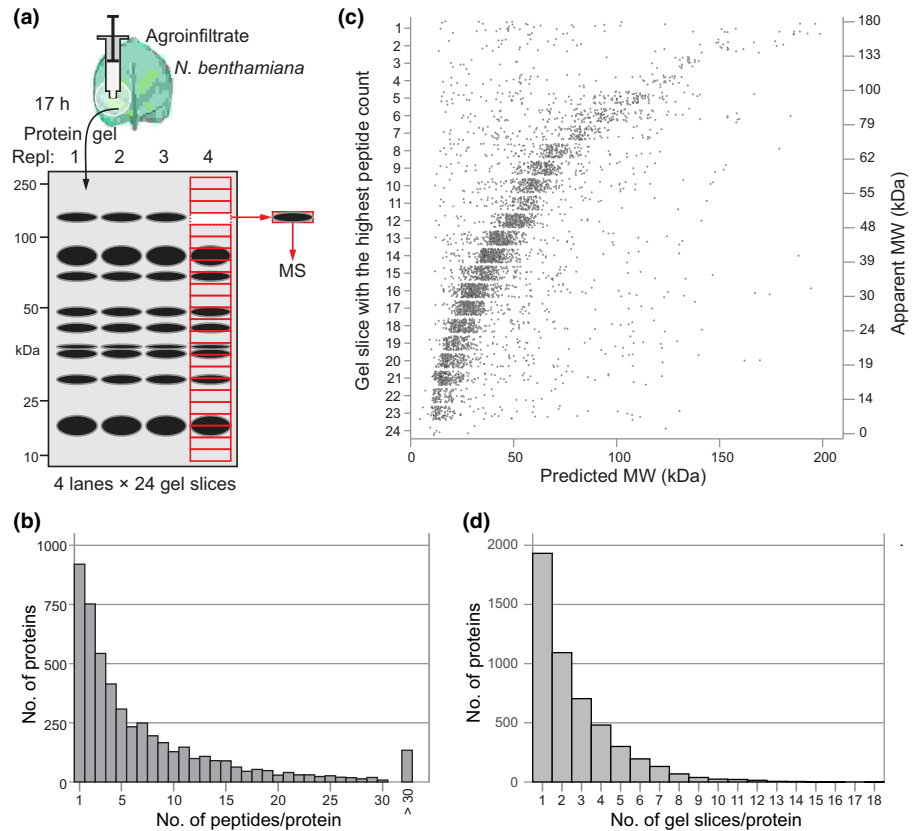 (a)
Agroinfiltrate
N. benthamiana
17 h
Protein gel
Repl: 1 2 3 4
250
100
50
kDa
25
10
MS
4 lanes × 24 gel slices
(c)
Gel slice with the highest peptide count
1
2
3
4
5
6
7
8
9
10
11
12
13
14
15
16
17
18
19
20
21
22
23
24
180
133
100
79
62
55
48
39
30
24
19
14
0
Apparent MW (kDa)
0 50 100 150 200
Predicted MW (kDa)
(b)
No. of proteins
1000
750
500
250
0
1 5 10 15 20 25 30 > 30
No. of peptides/protein
(d)
No. of proteins
2000
1500
1000
500
0
1 2 3 4 5 6 7 8 9 10 11 12 13 14 15 16 17 18
No. of gel slices/protein